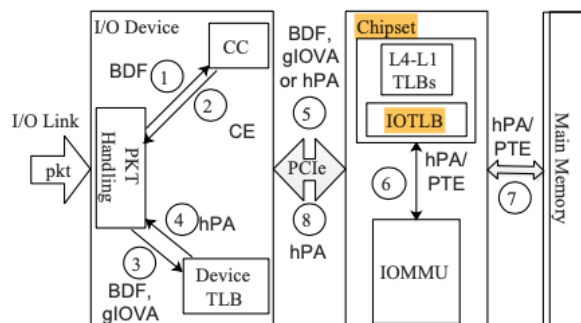 I/O Device
CC
BDF
1
2
CE
I/O Link
pkt
PKT
Handling
4
hPA
3
BDF,
gIOVA
Device
TLB
BDF,
gIOVA
or hPA
5
PCIe
8
hPA
Chipset
L4-L1
TLBs
IOTLB
hPA/
PTE
6
IOMMU
hPA/
PTE
7
Main Memory